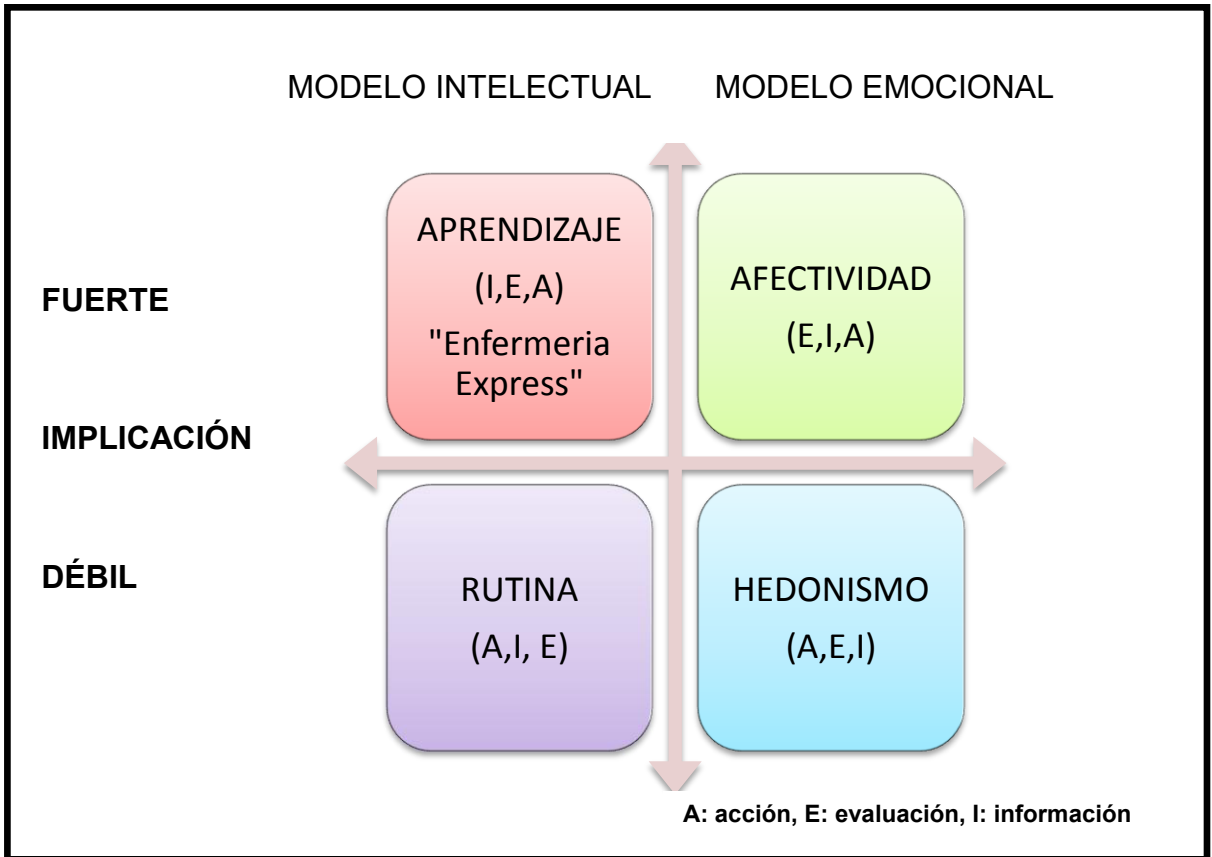 MODELO INTELECTUAL
MODELO EMOCIONAL
FUERTE
APRENDIZAJE
(I,E,A)
"Enfermeria
Express"
AFECTIVIDAD
(E,I,A)
IMPLICACIÓN
DÉBIL
RUTINA
(A,I, E)
HEDONISMO
(A,E,I)
A: acción, E: evaluación, I: información